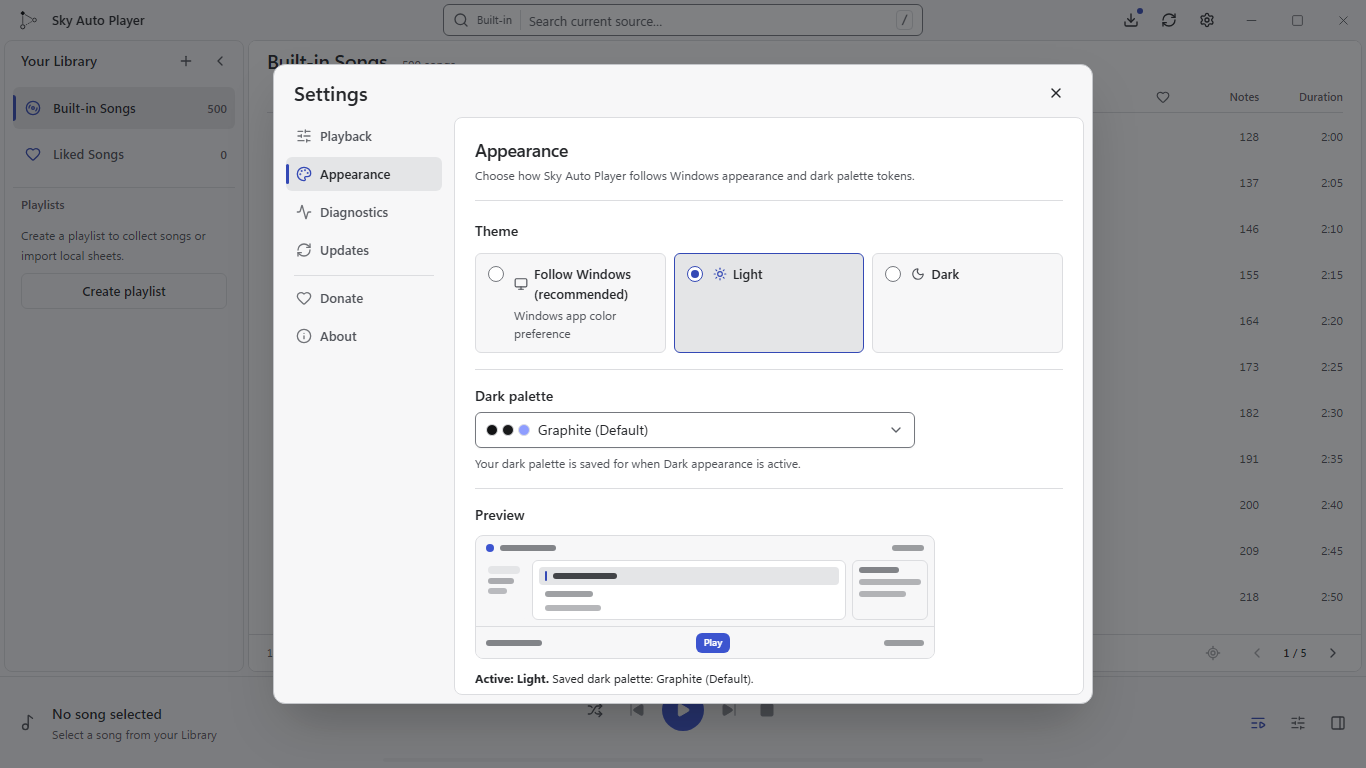 Sky Auto Player
Built-in
Search current source...
/
Your Library
Built-in Songs
500
Liked Songs
0
Playlists
Create a playlist to collect songs or
import local sheets.
Create playlist
Built-in Songs
500 songs
Notes
Duration
128
2:00
137
2:05
146
2:10
155
2:15
164
2:20
173
2:25
182
2:30
191
2:35
200
2:40
209
2:45
218
2:50
1 / 5
Settings
Playback
Appearance
Diagnostics
Updates
Donate
About
Appearance
Choose how Sky Auto Player follows Windows appearance and dark palette tokens.
Theme
Follow Windows
(recommended)
Windows app color
preference
Light
Dark
Dark palette
Graphite (Default)
Your dark palette is saved for when Dark appearance is active.
Preview
Play
Active: Light. Saved dark palette: Graphite (Default).
No song selected
Select a song from your Library